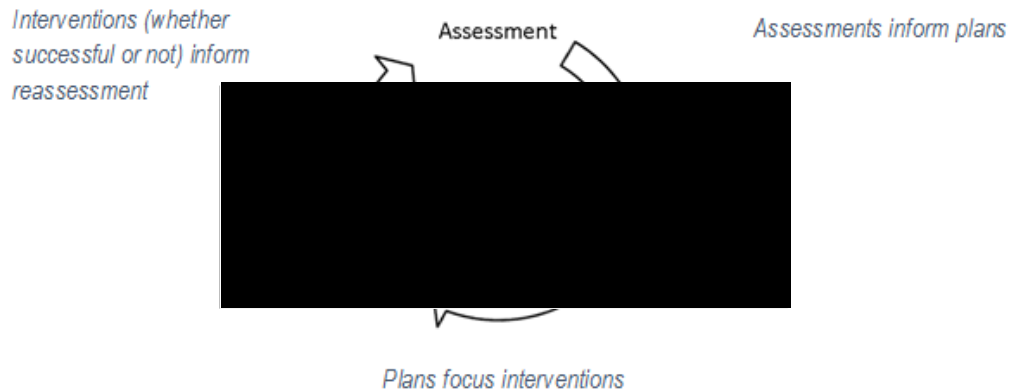 Interventions (whether
successful or not) inform
reassessment
Assessment
Assessments inform plans
Plans focus interventions